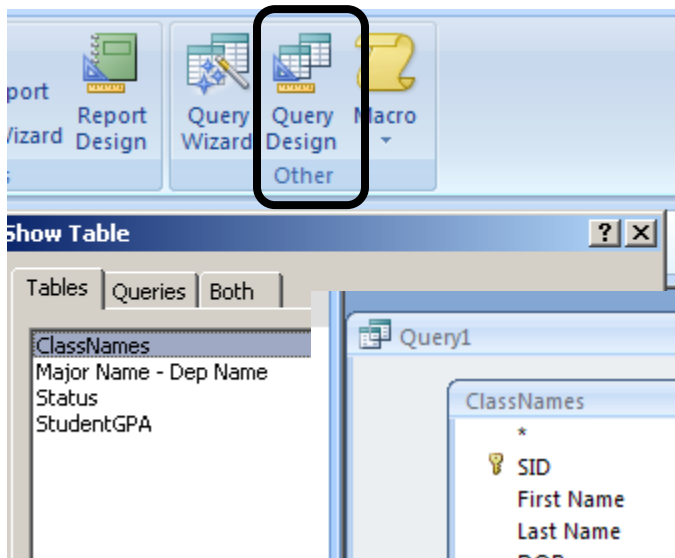 port
Wizard
Report
Design
Query
Wizard
Query
Design
Macro
Other
Show Table
?
Tables
Queries
Both
ClassNames
Major Name - Dep Name
Status
StudentGPA
Query1
ClassNames
*
SID
First Name
Last Name